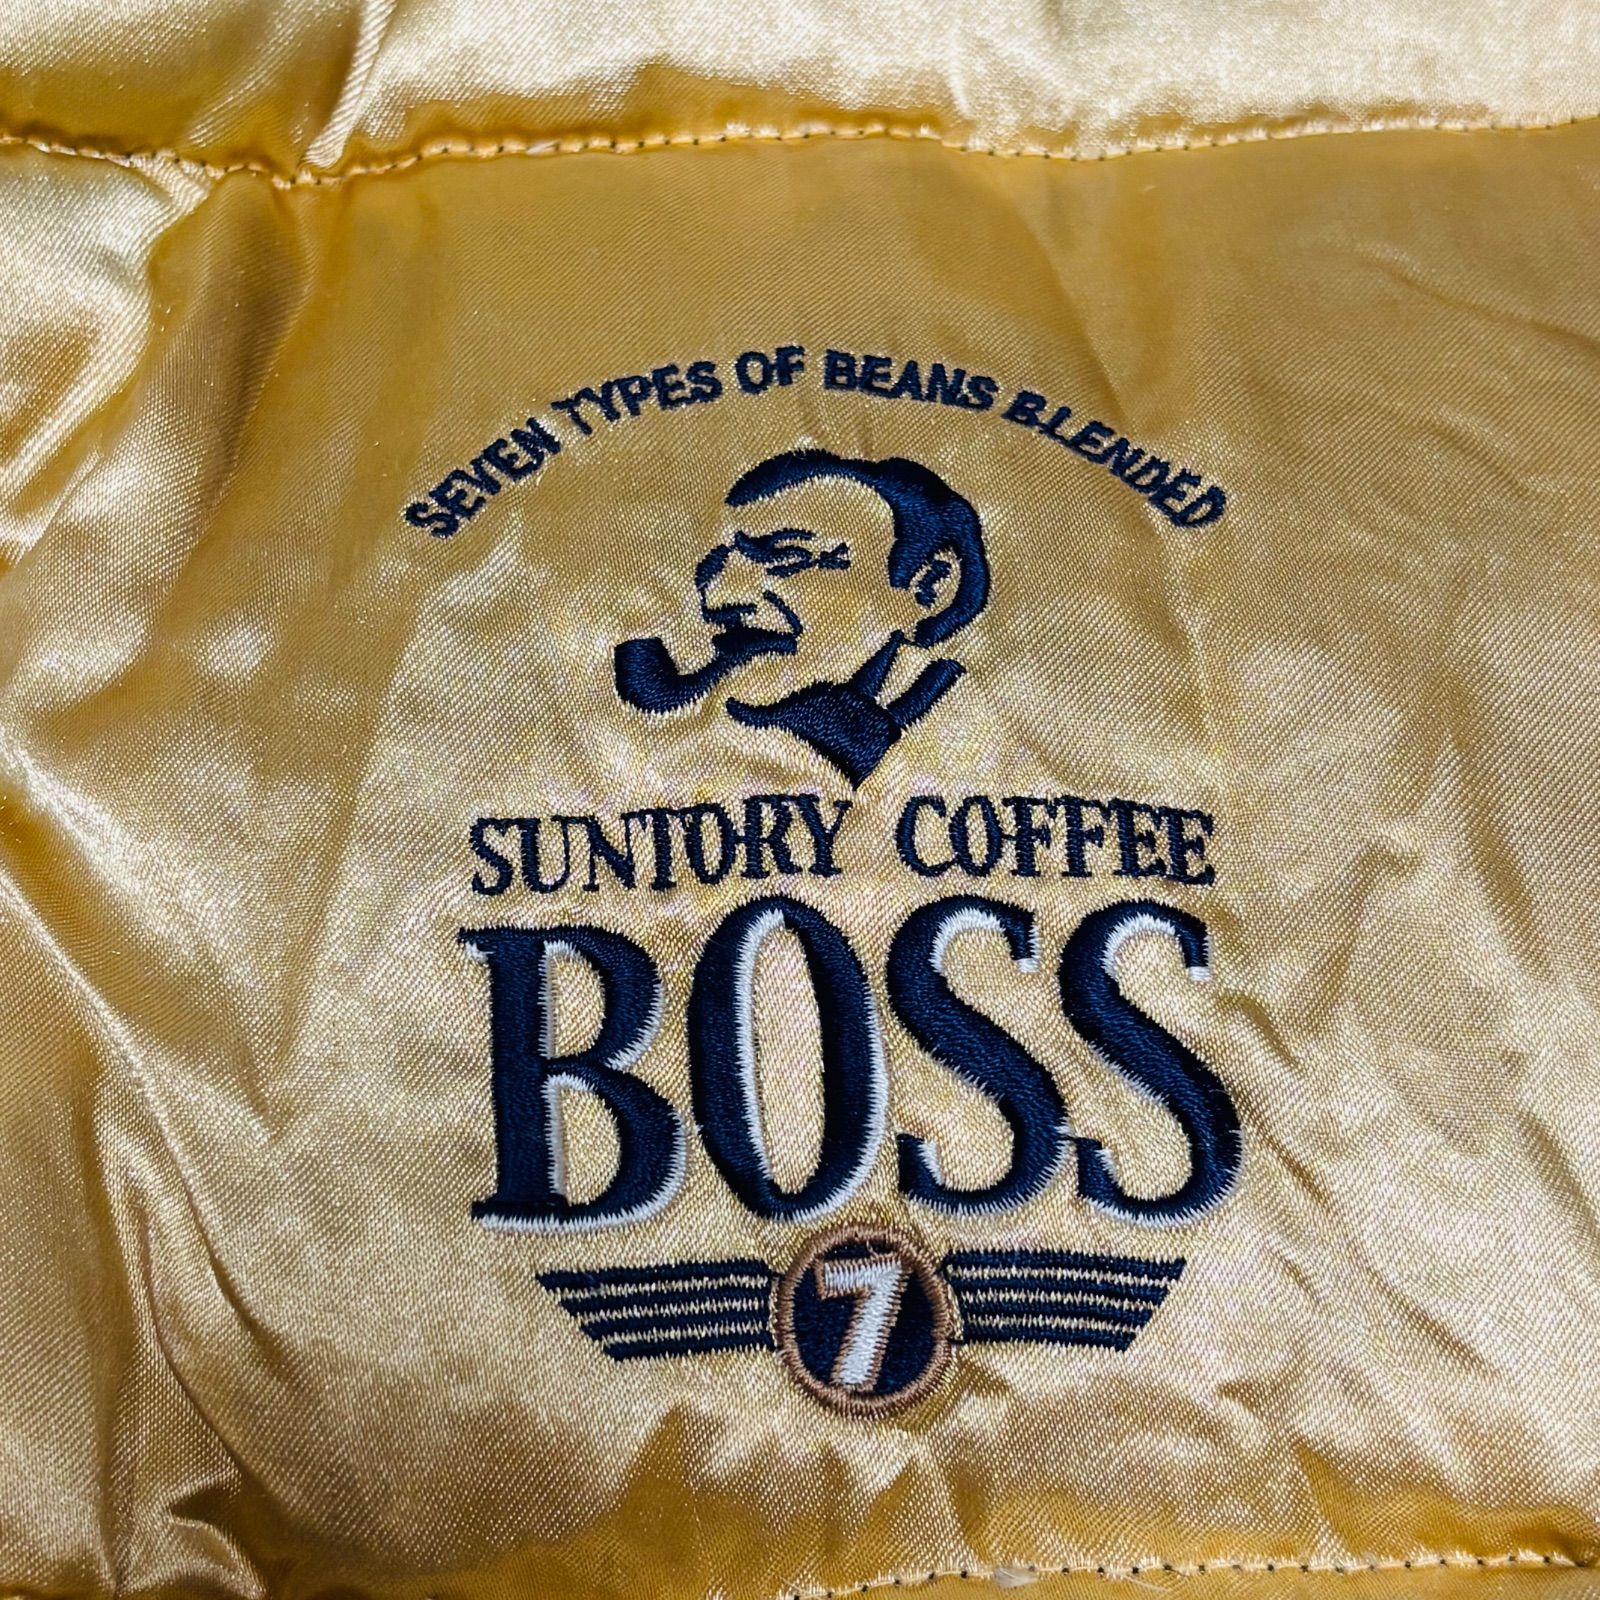 SEVEN TYPES OF BEANS BLENDED
SUNTORY COFFEE
BOSS
7